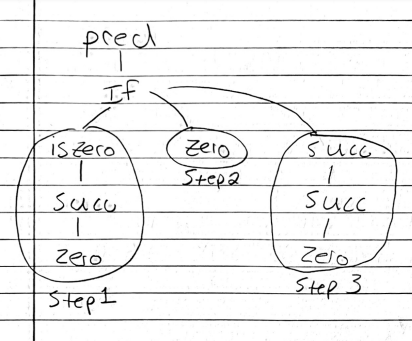 pred
If
iszero zero succ
Step2
succ succ
zero zero
Step1 Step 3